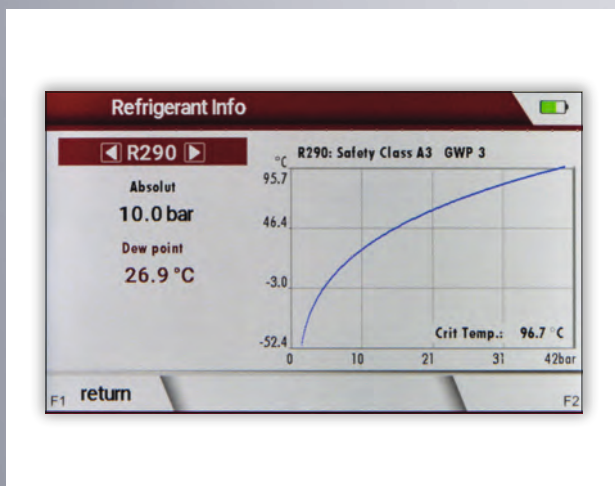 Refrigerant Info
R290
Absolut
10.0 bar
Dew point
26.9 °C
R290: Safety Class A3 GWP 3
°C
95.7
46.4
-3.0
-52.4
Crit Temp.: 96.7 °C
0 10 21 31 42bar
F1 return
F2